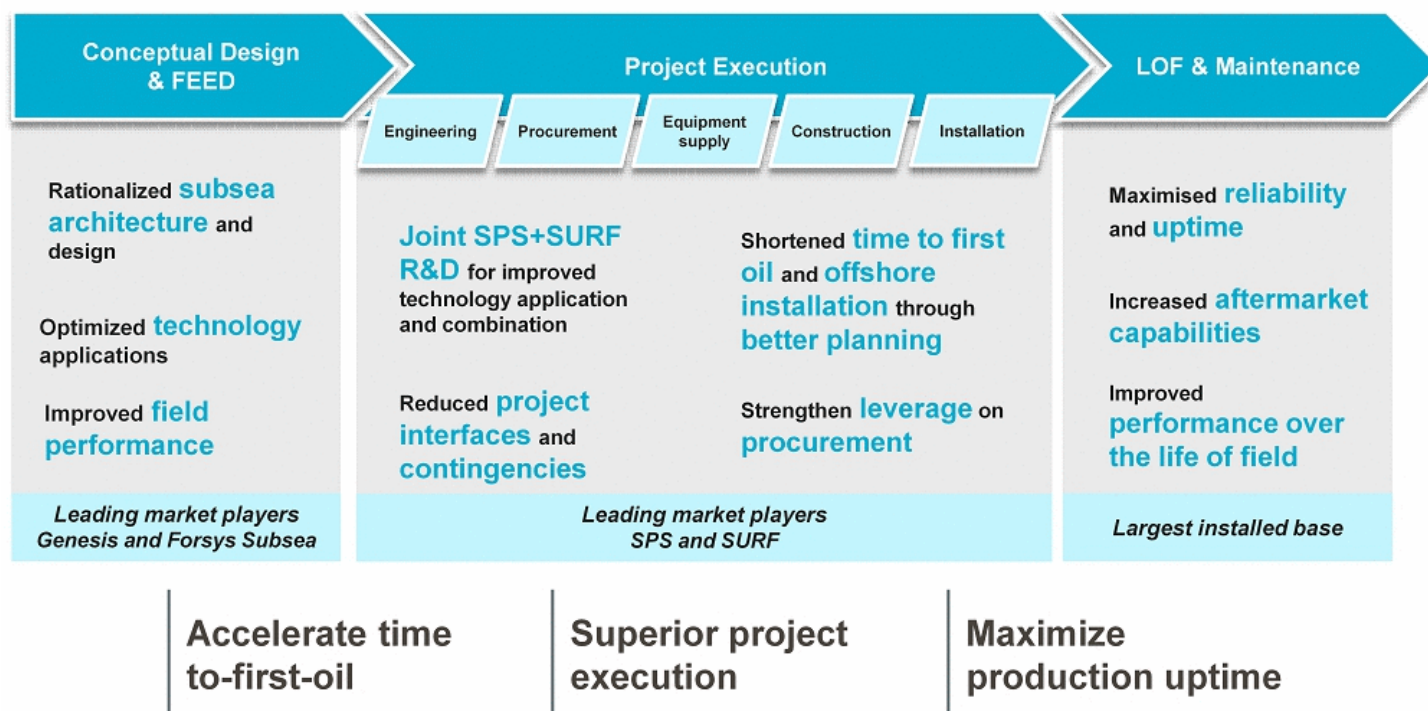 Conceptual Design
& FEED
Project Execution
LOF & Maintenance
Engineering
Procurement
Equipment
supply
Construction
Installation
Rationalized subsea
architecture and
design
Optimized technology
applications
Improved field
performance
Joint SPS+SURF
R&D for improved
technology application
and combination
Reduced project
interfaces and
contingencies
Shortened time to first
oil and offshore
installation through
better planning
Strengthen leverage on
procurement
Maximised reliability
and uptime
Increased aftermarket
capabilities
Improved
performance over
the life of field
Leading market players
Genesis and Forsys Subsea
Leading market players
SPS and SURF
Largest installed base
Accelerate time
to-first-oil
Superior project
execution
Maximize
production uptime